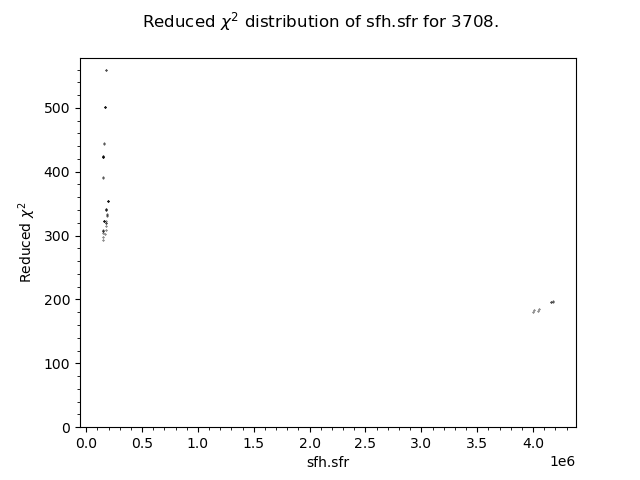 Reduced χ² distribution of sfh.sfr for 3708.
500
400
300
200
100
0
Reduced χ²
0.0 0.5 1.0 1.5 2.0 2.5 3.0 3.5 4.0
sfh.sfr
1e6